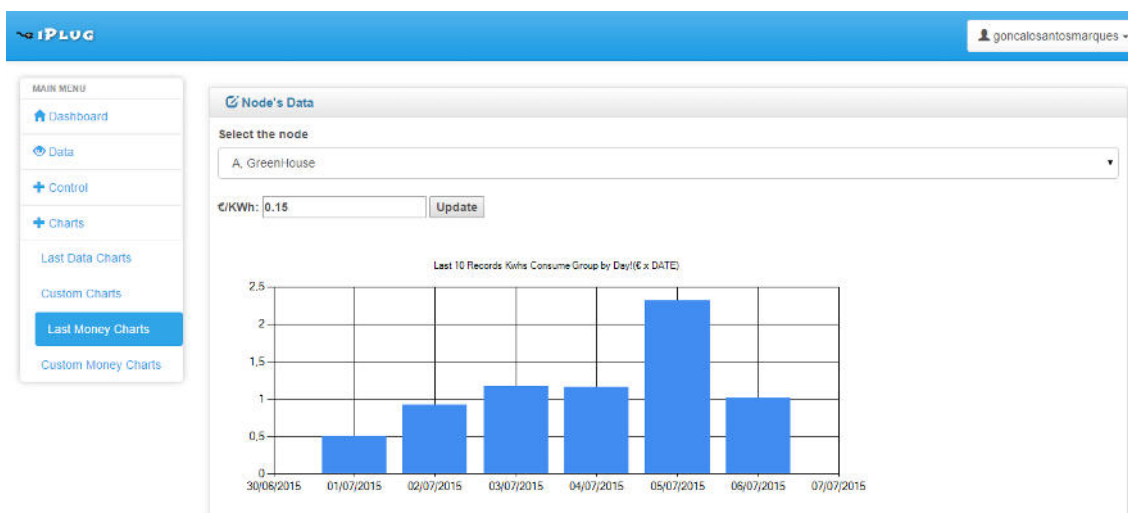 iPLUG
goncalosantosmarques
MAIN MENU
Dashboard
Data
Control
Charts
Last Data Charts
Custom Charts
Last Money Charts
Custom Money Charts
Node's Data
Select the node
A. GreenHouse
€/KWh: 0.15 Update
Last 10 Records Kwhs Consume Group by Day!(€ x DATE)
2.5
2
1,5
1
0,5
0
30/06/2015 01/07/2015 02/07/2015 03/07/2015 04/07/2015 05/07/2015 06/07/2015 07/07/2015